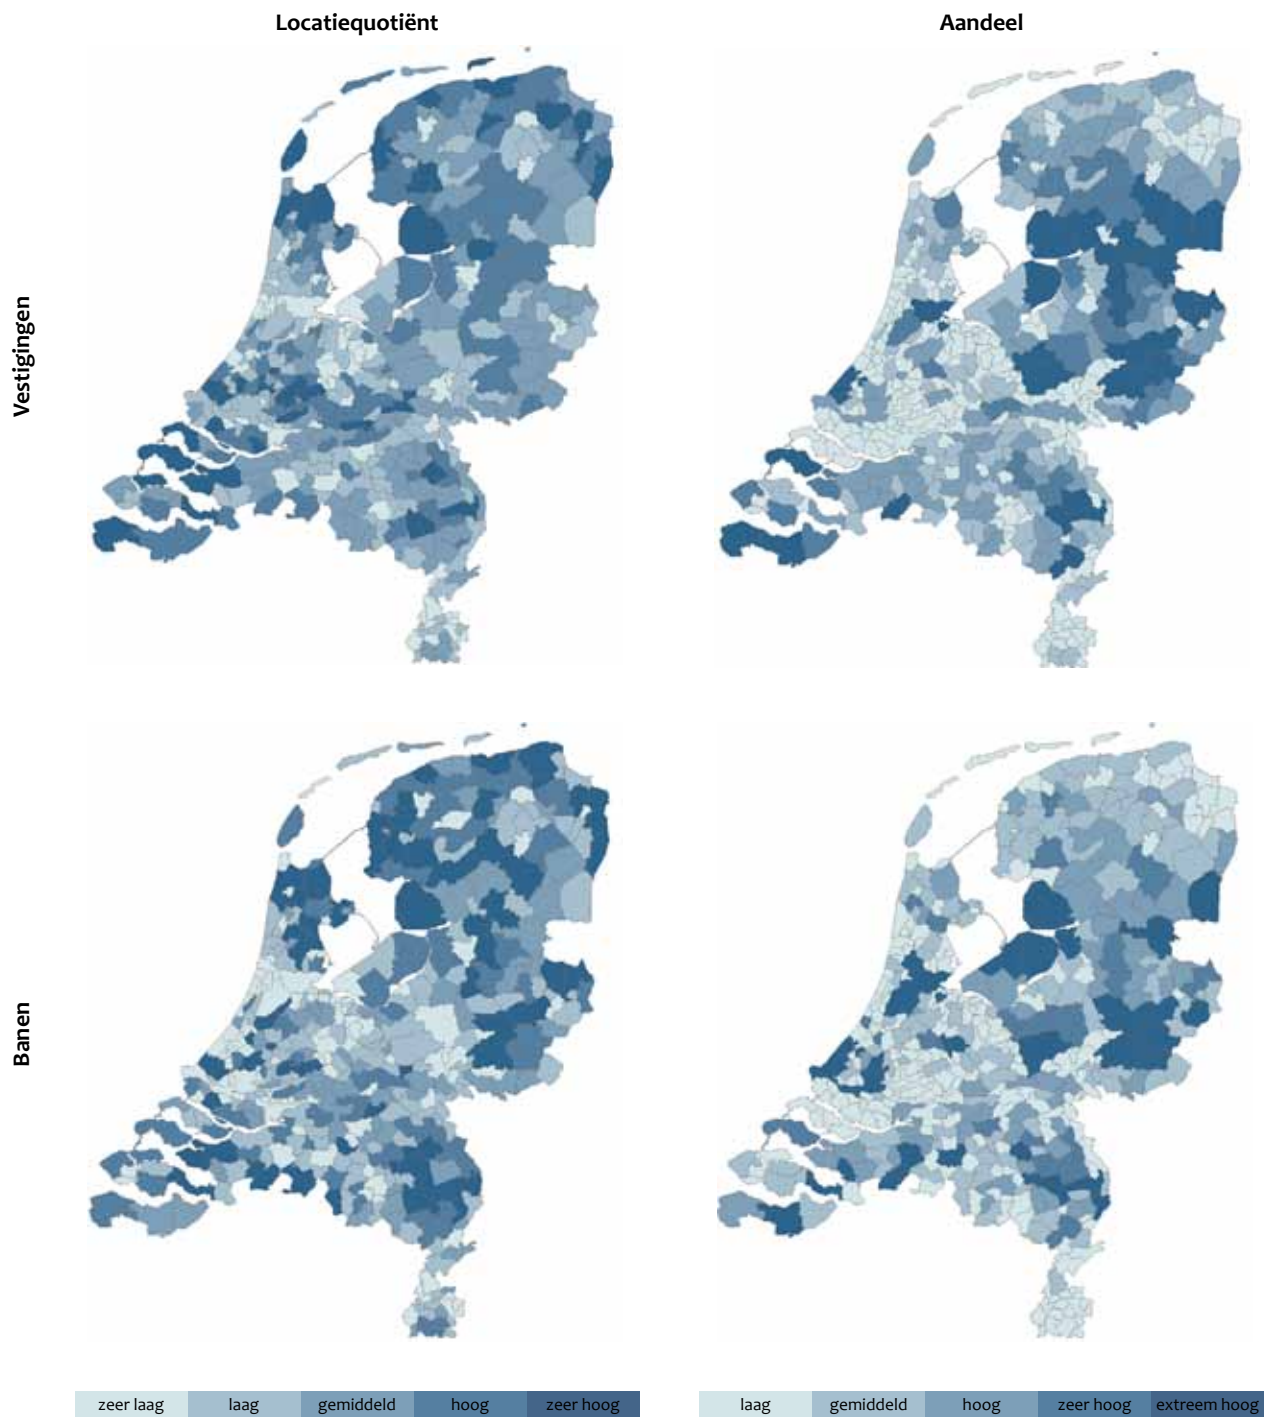 Locatiequotiënt
Aandeel
Vestigingen
Banen
zeer laag laag gemiddeld hoog zeer hoog
laag gemiddeld hoog zeer hoog extreem hoog